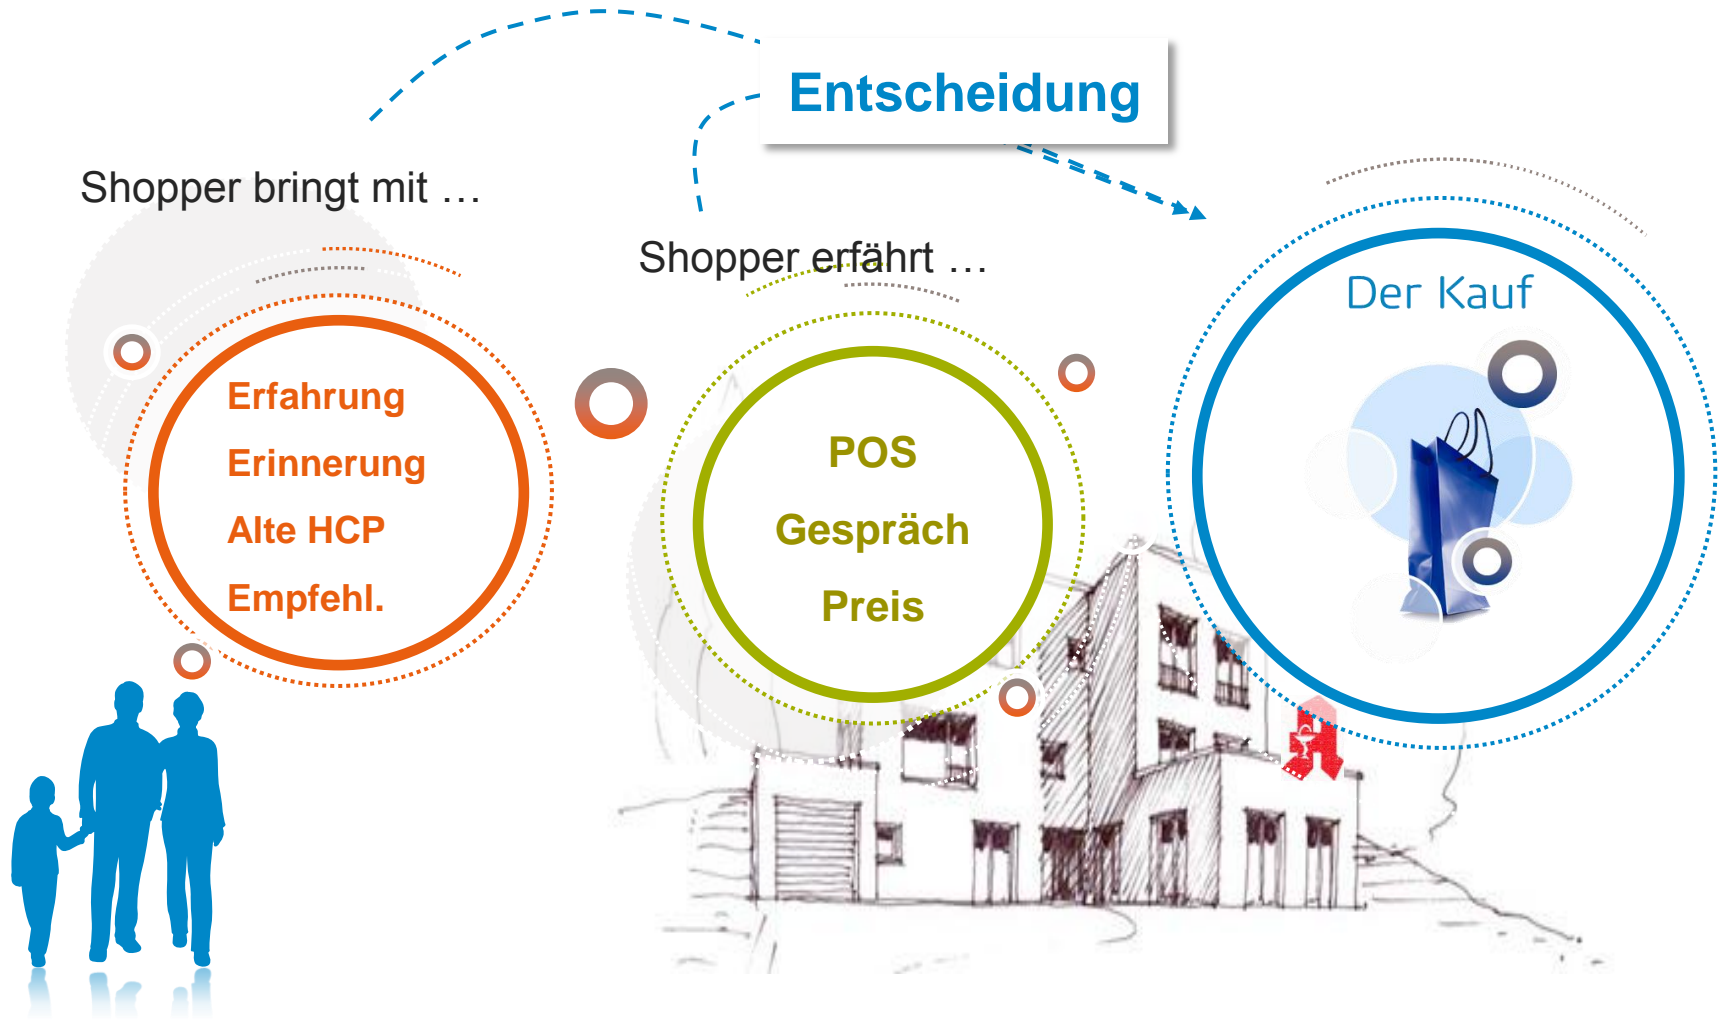 Entscheidung
Shopper bringt mit …
Erfahrung
Erinnerung
Alte HCP
Empfehl.
Shopper erfährt …
POS
Gespräch
Preis
Der Kauf